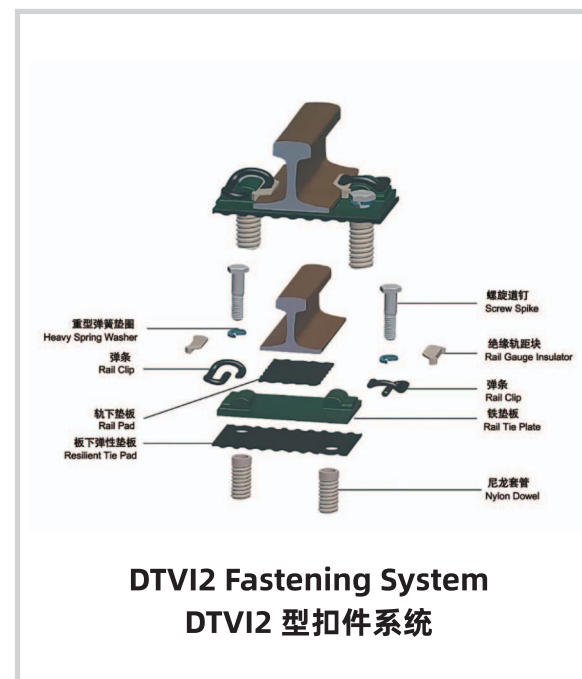 重型弹簧垫圈
Heavy Spring Washer
弹条
Rail Clip
轨下垫板
Rail Pad
板下弹性垫板
Resilient Tie Pad
螺旋道钉
Screw Spike
绝缘轨距块
Rail Gauge Insulator
弹条
Rail Clip
铁垫板
Rail Tie Plate
尼龙套管
Nylon Dowel
DTVI2 Fastening System
DTVI2 型扣件系统